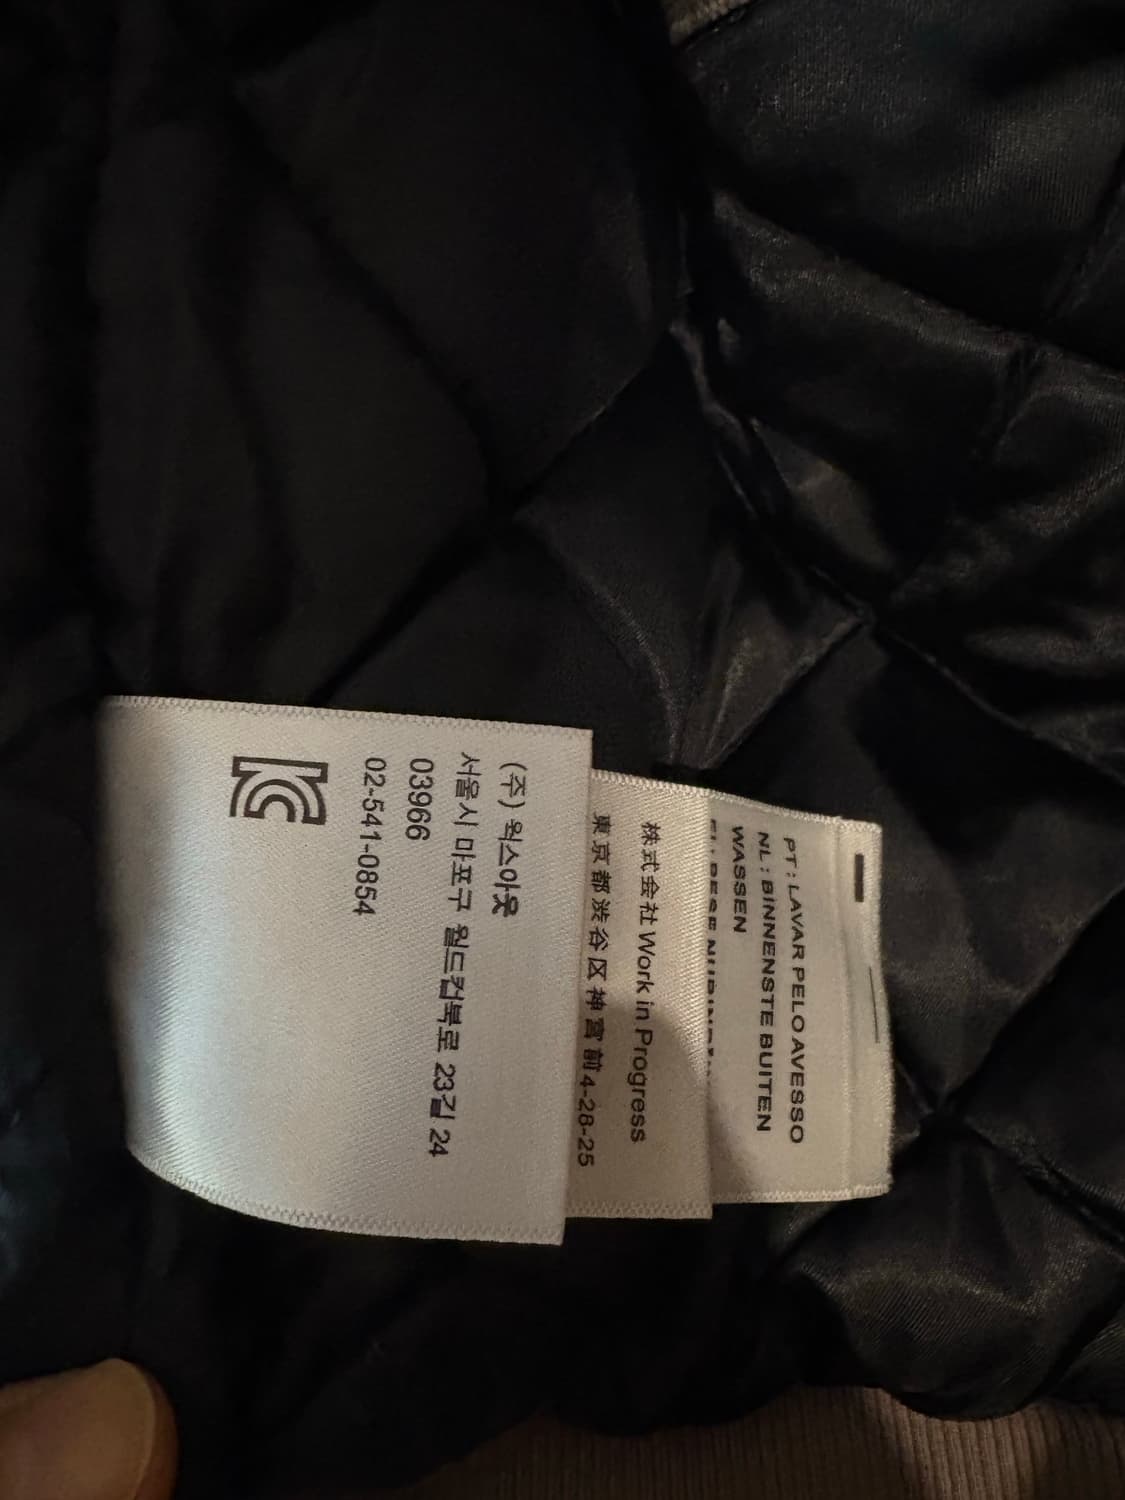 (주) 웍스아웃
서울시 마포구 월드컵북로 23길 24
03966
02-541-0854
株式会社 Work in Progress
東京都渋谷区神宮前4-28-25
PT : LAVAR PELO AVESSO
NL : BINNENSTE BUITEN
WASSEN